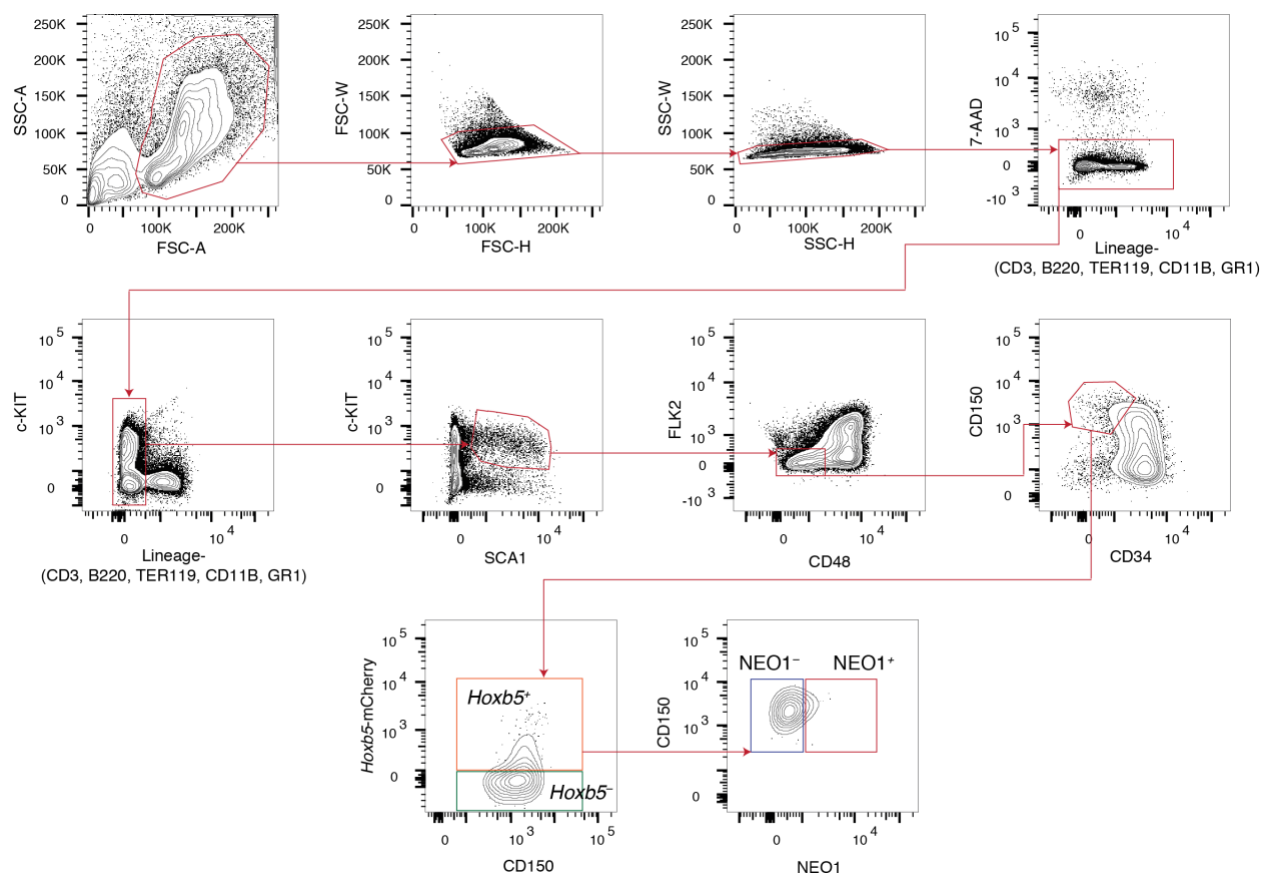 250K
200K
150K
100K
50K
0
SSC-A
0
100K
200K
FSC-A
250K
200K
150K
100K
50K
0
FSC-W
0
100K
200K
FSC-H
250K
200K
150K
100K
50K
0
SSC-W
0
100K
200K
SSC-H
10 5
10 4
10 3
0
-10 3
7-AAD
0
10 4
Lineage-
(CD3, B220, TER119, CD11B, GR1)
10 5
10 4
10 3
0
c-KIT
0
10 4
Lineage-
(CD3, B220, TER119, CD11B, GR1)
10 5
10 4
10 3
0
c-KIT
0
10 4
SCA1
10 5
10 4
10 3
0
-10 3
FLK2
0
10 4
CD48
10 5
10 4
10 3
0
CD150
0
10 4
CD34
10 5
10 4
10 3
0
Hoxb5-mCherry
Hoxb5+
Hoxb5−
0
10 3
10 5
CD150
10 5
10 4
10 3
0
CD150
NEO1− NEO1+
0
10 4
NEO1